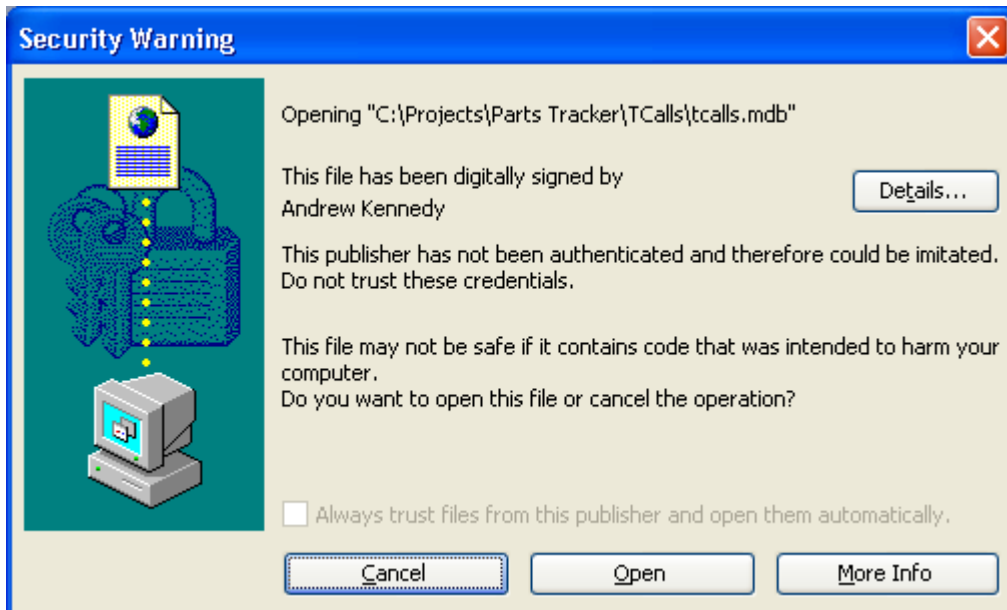 Security Warning
Opening "C:\Projects\Parts Tracker\TCalls\tcalls.mdb"
This file has been digitally signed by
Andrew Kennedy
Details...
This publisher has not been authenticated and therefore could be imitated.
Do not trust these credentials.
This file may not be safe if it contains code that was intended to harm your
computer.
Do you want to open this file or cancel the operation?
Always trust files from this publisher and open them automatically.
Cancel
Open
More Info